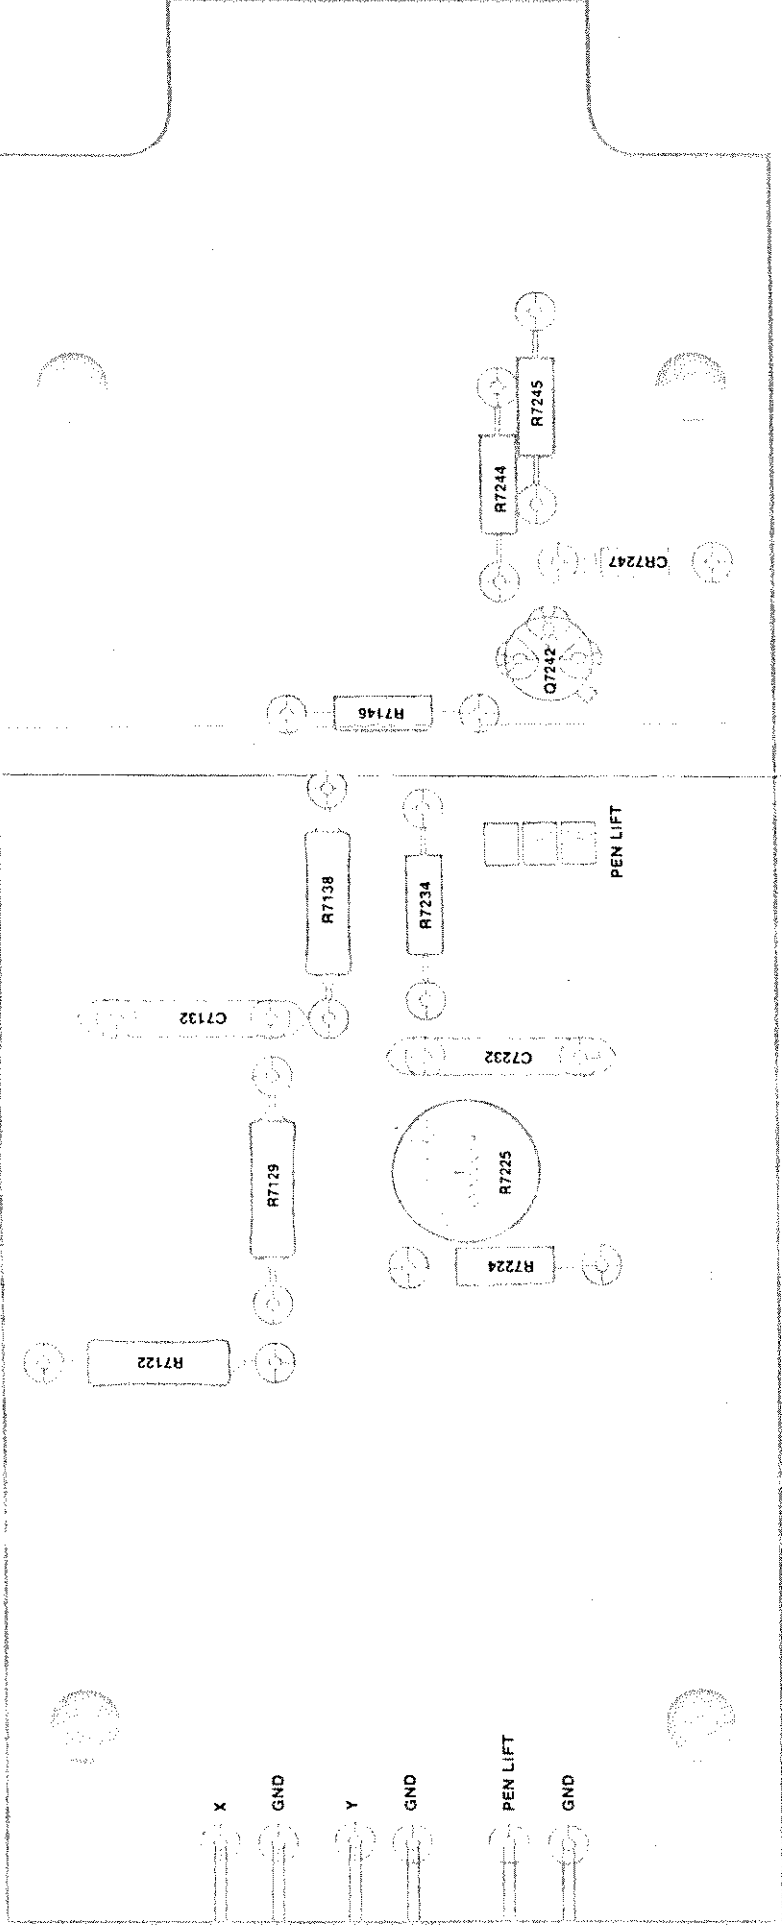 R7245
R7244
CR7247
Q7242
R7146
PEN LIFT
R7138
R7234
C7132
C7232
R7129
R7225
R7224
R7122
X
GND
Y
GND
PEN LIFT
GND